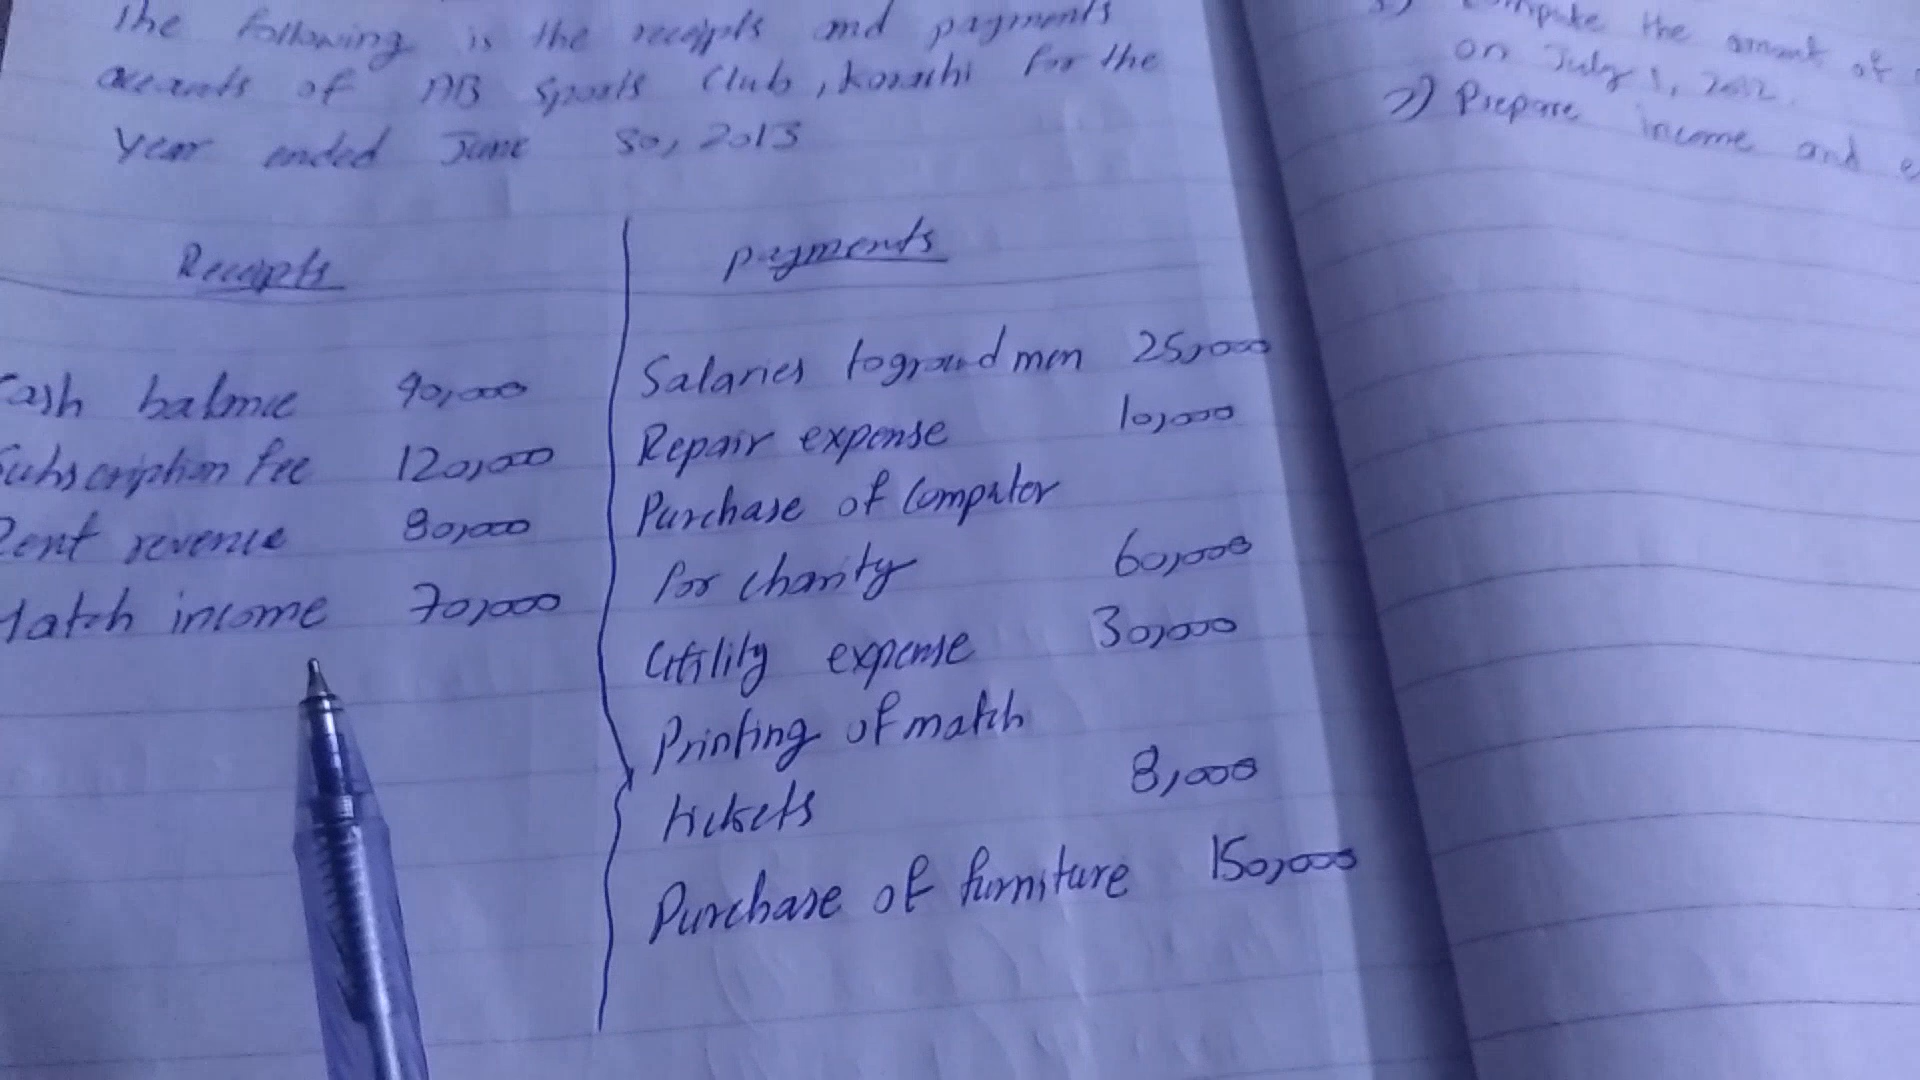 The following is the receipts and payments
accounts of AB Sports Club, Karachi for the
year ended June 30, 2013
Receipts
Cash balance 90,000
Subscription fee 120,000
Rent revenue 80,000
Match income 70,000
payments
Salaries to ground men 25,000
Repair expense 10,000
Purchase of Computer
for charity 60,000
Utility expense 30,000
Printing of match
tickets 8,000
Purchase of furniture 150,000
the amount of
on July 1, 2012.
2) Prepare income and